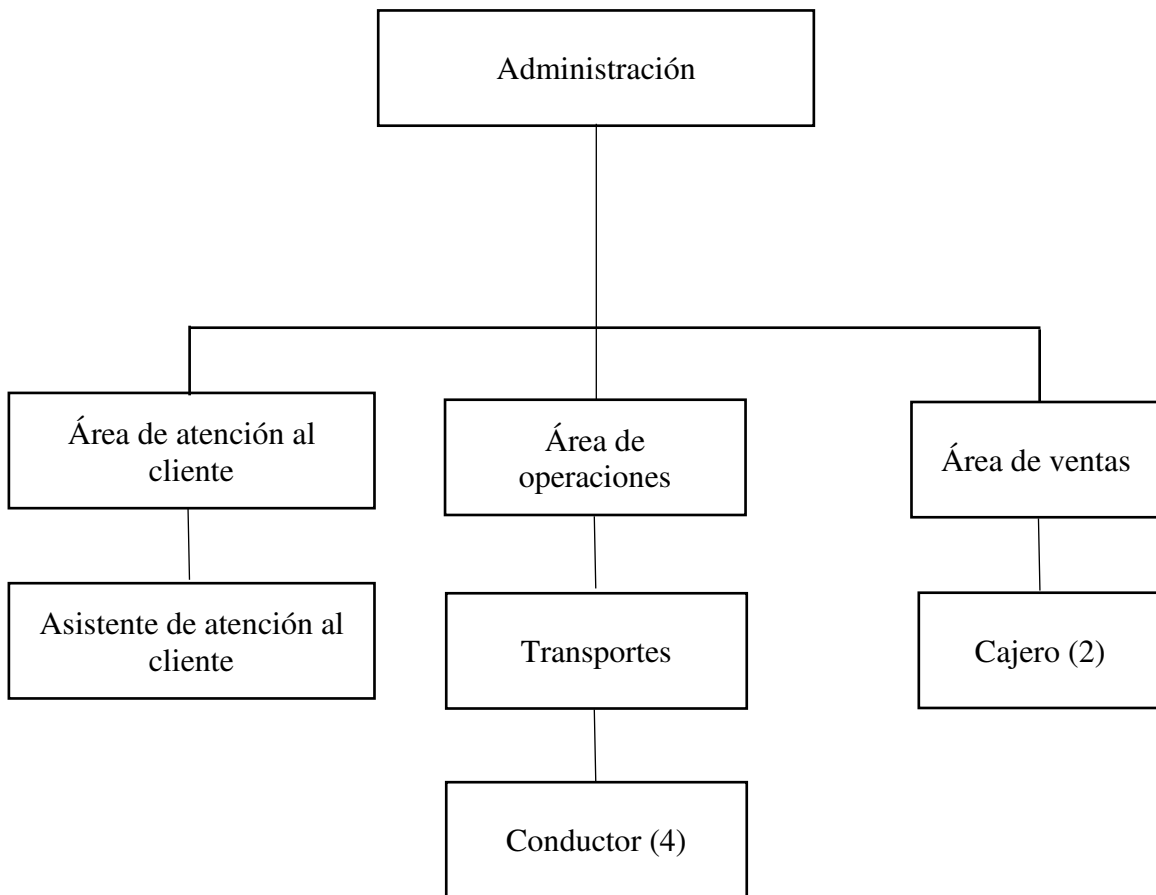 Administración
Área de atención al
cliente
Área de
operaciones
Área de ventas
Asistente de atención al
cliente
Transportes
Cajero (2)
Conductor (4)